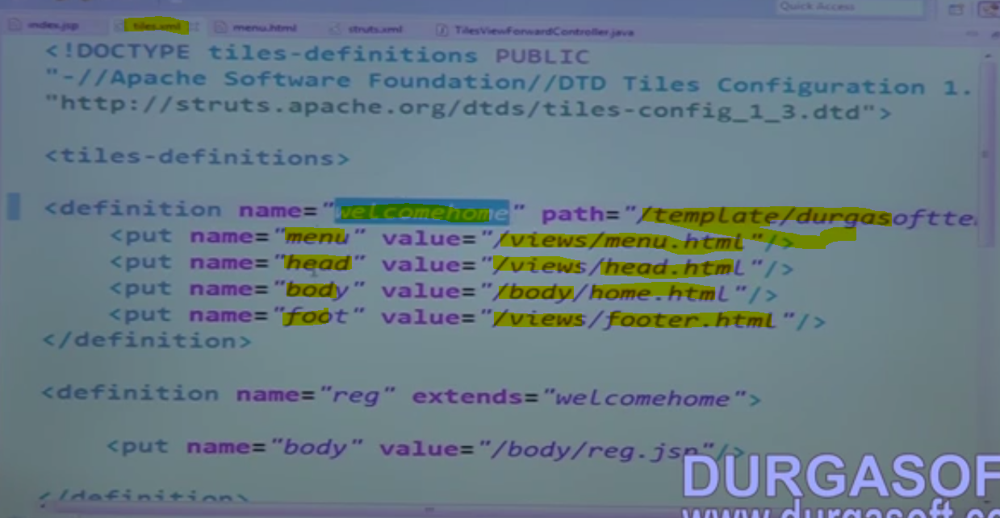 Quick Access
index.jsp tiles.xml menu.html struts.xml TilesViewForwardController.java
<!DOCTYPE tiles-definitions PUBLIC
"-//Apache Software Foundation//DTD Tiles Configuration 1.
"http://struts.apache.org/dtds/tiles-config_1_3.dtd">
<tiles-definitions>
<definition name="welcomehome" path="/template/durgasoftte
<put name="menu" value="/views/menu.html"/>
<put name="head" value="/views/head.html"/>
<put name="body" value="/body/home.html"/>
<put name="foot" value="/views/footer.html"/>
</definition>
<definition name="reg" extends="welcomehome">
<put name="body" value="/body/reg.jsp"/>
</definition>
DURGASOF
www.durgasoft.co